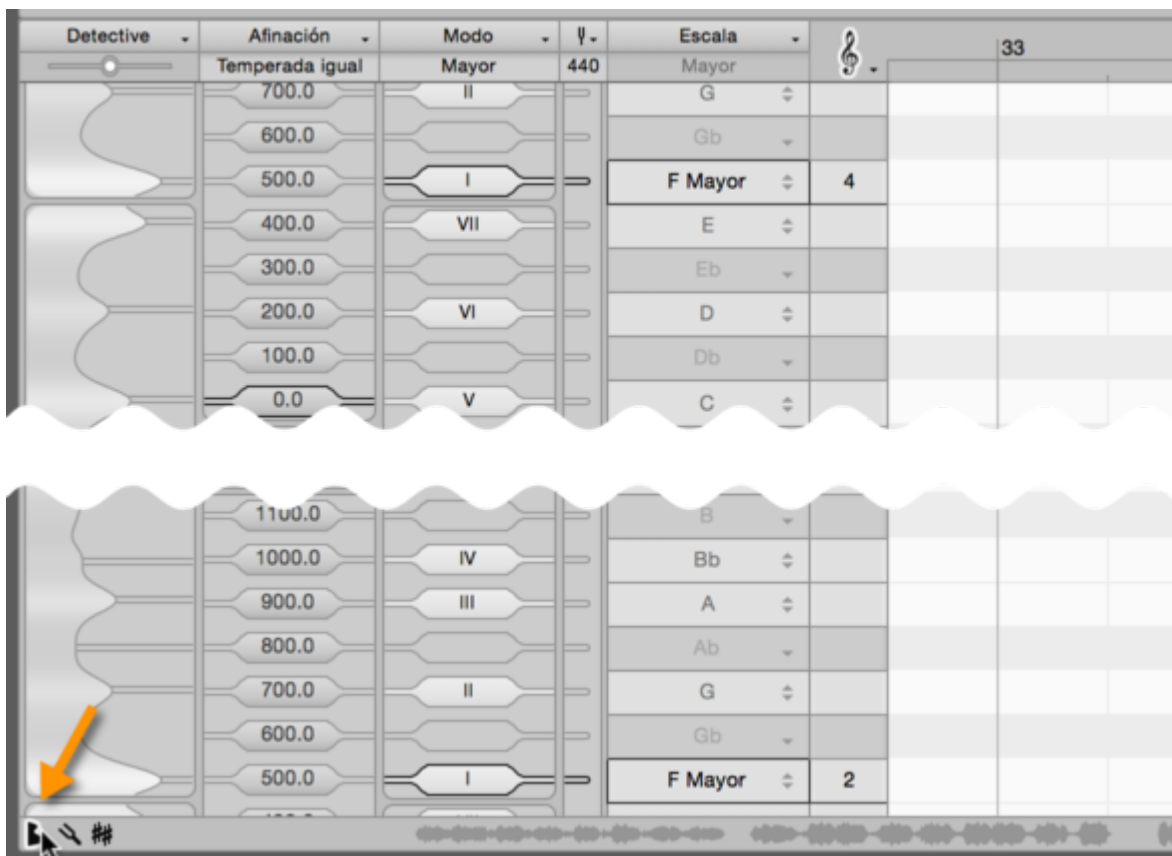 Detective Afinación Modo Escala 33
Temperada igual Mayor 440 Mayor
700.0 II G
600.0 Gb
500.0 I F Mayor 4
400.0 VII E
300.0 Eb
200.0 VI D
100.0 Db
0.0 V C
1100.0 B
1000.0 IV Bb
900.0 III A
800.0 Ab
700.0 II G
600.0 Gb
500.0 I F Mayor 2